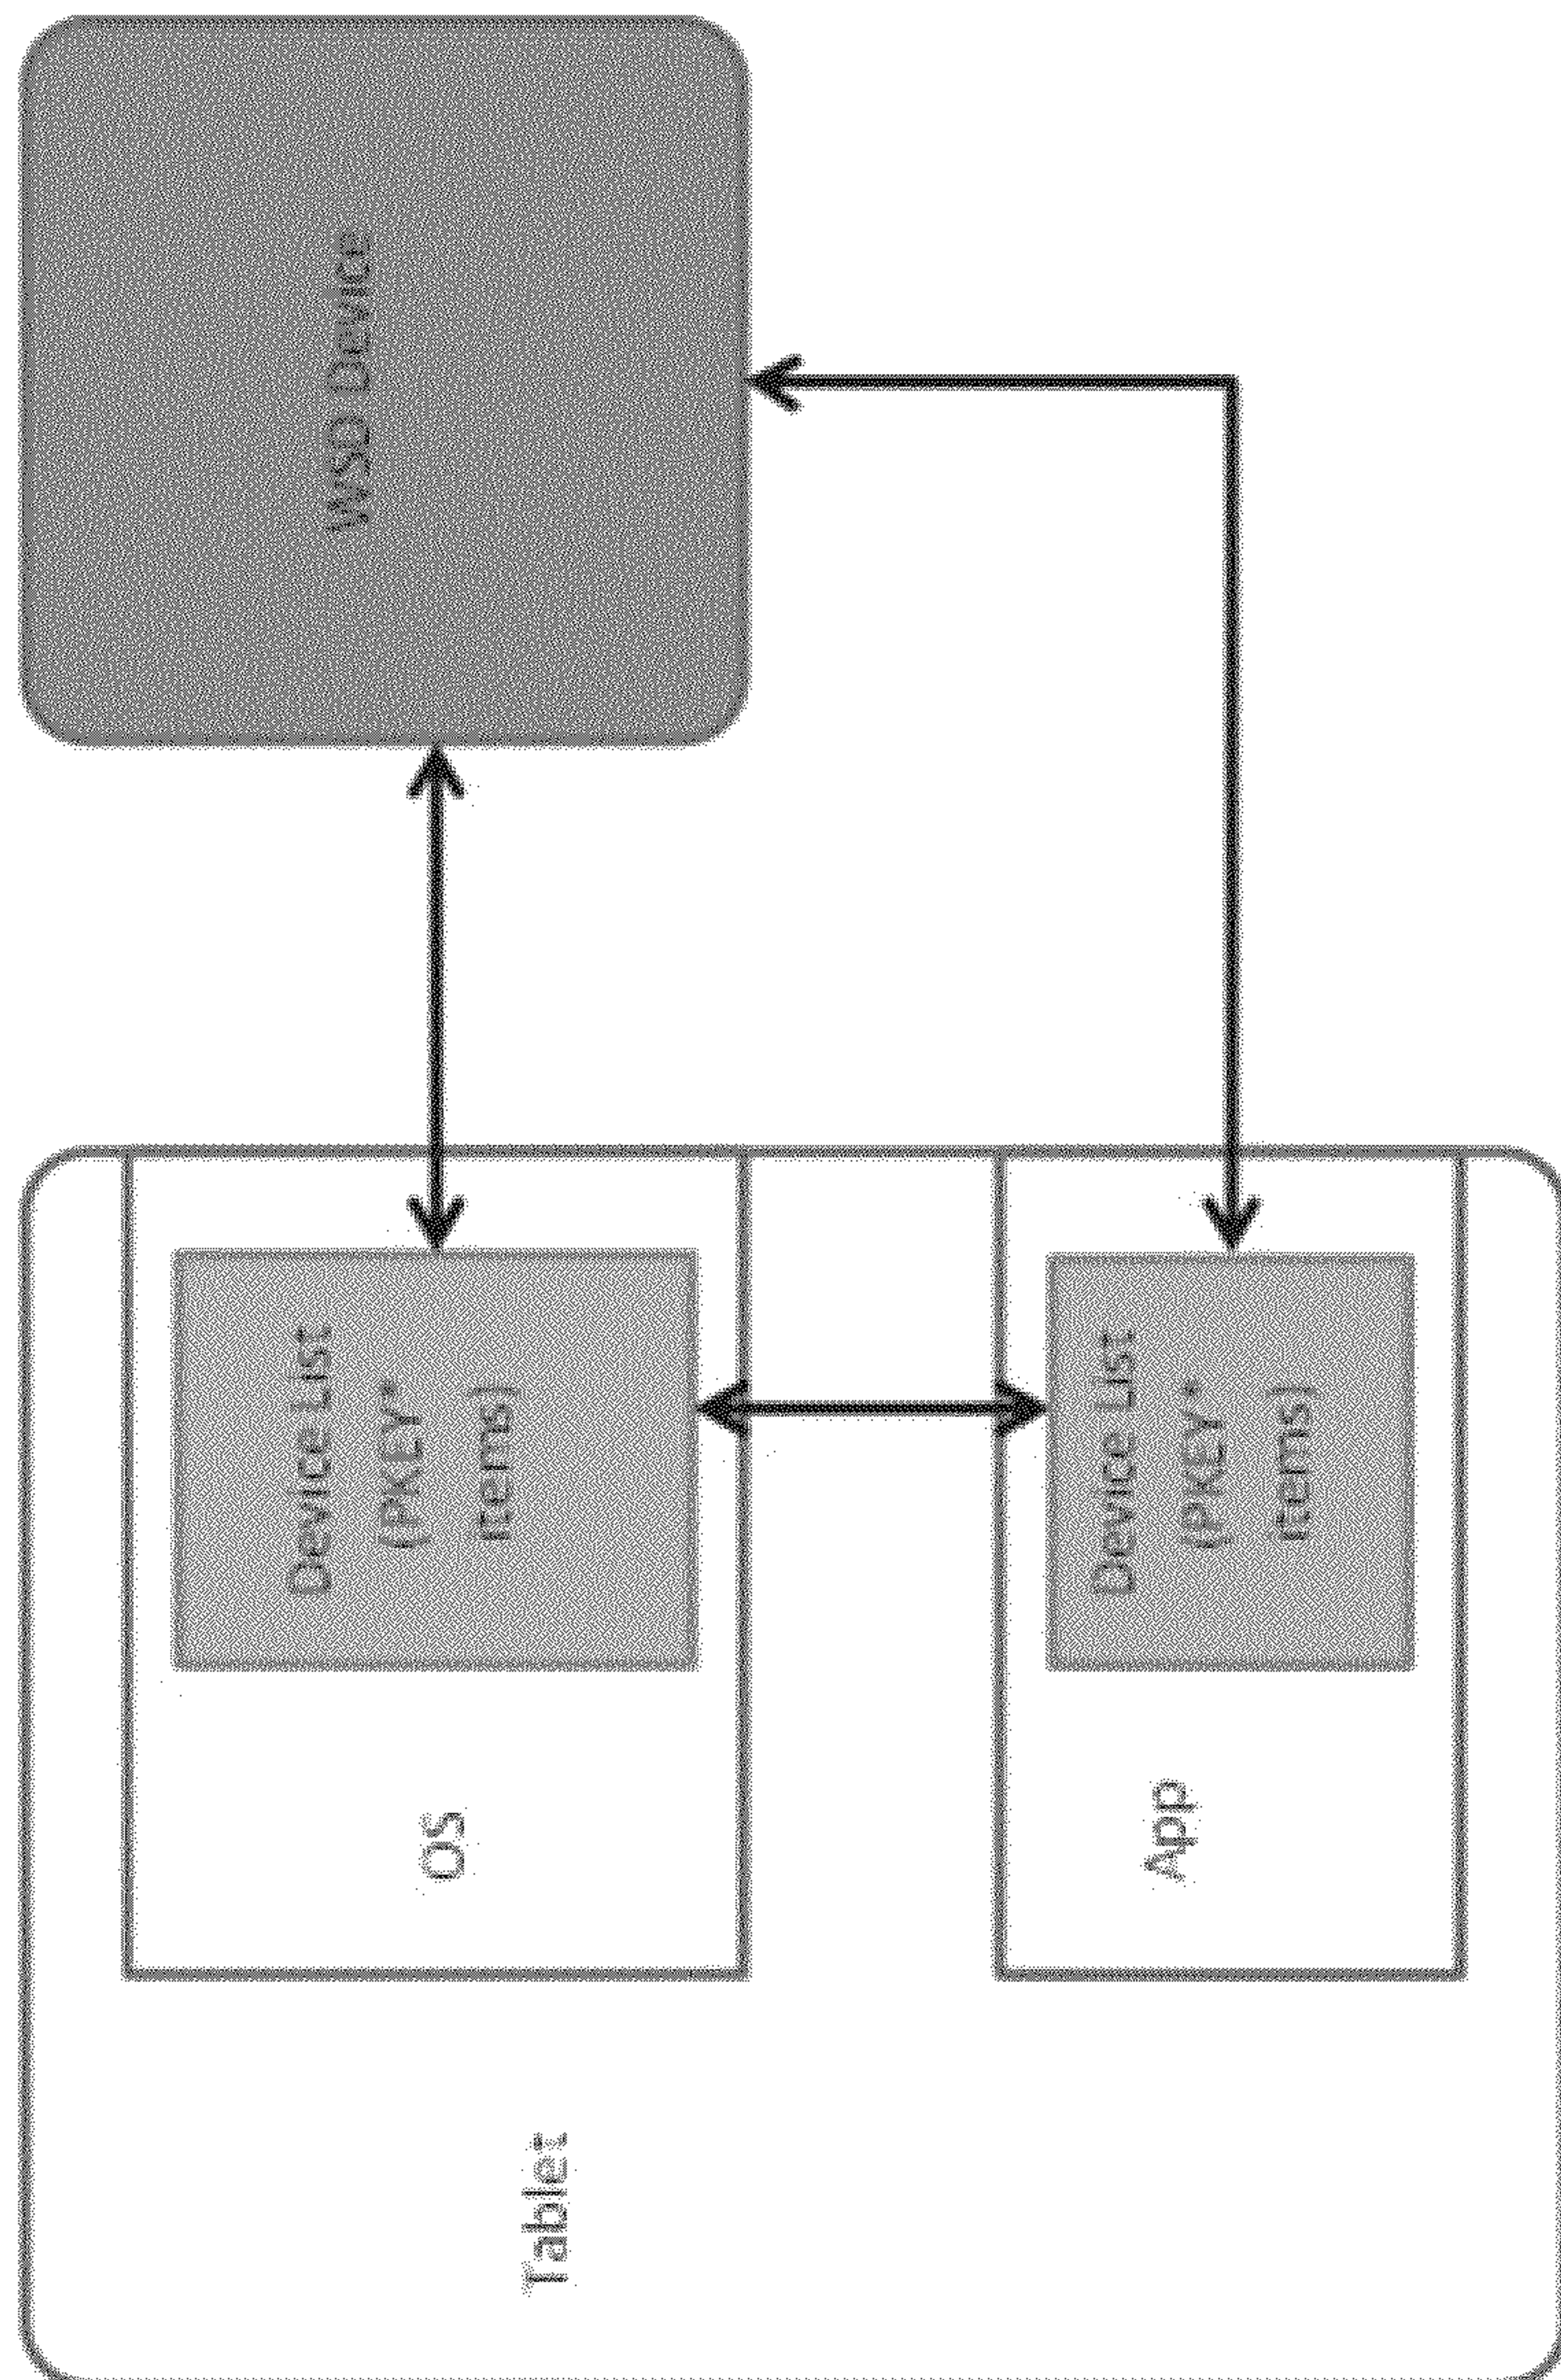 Tablet
OS
Device List
(PKEY*
items)
App
Device List
(PKEY*
items)
WSD Device